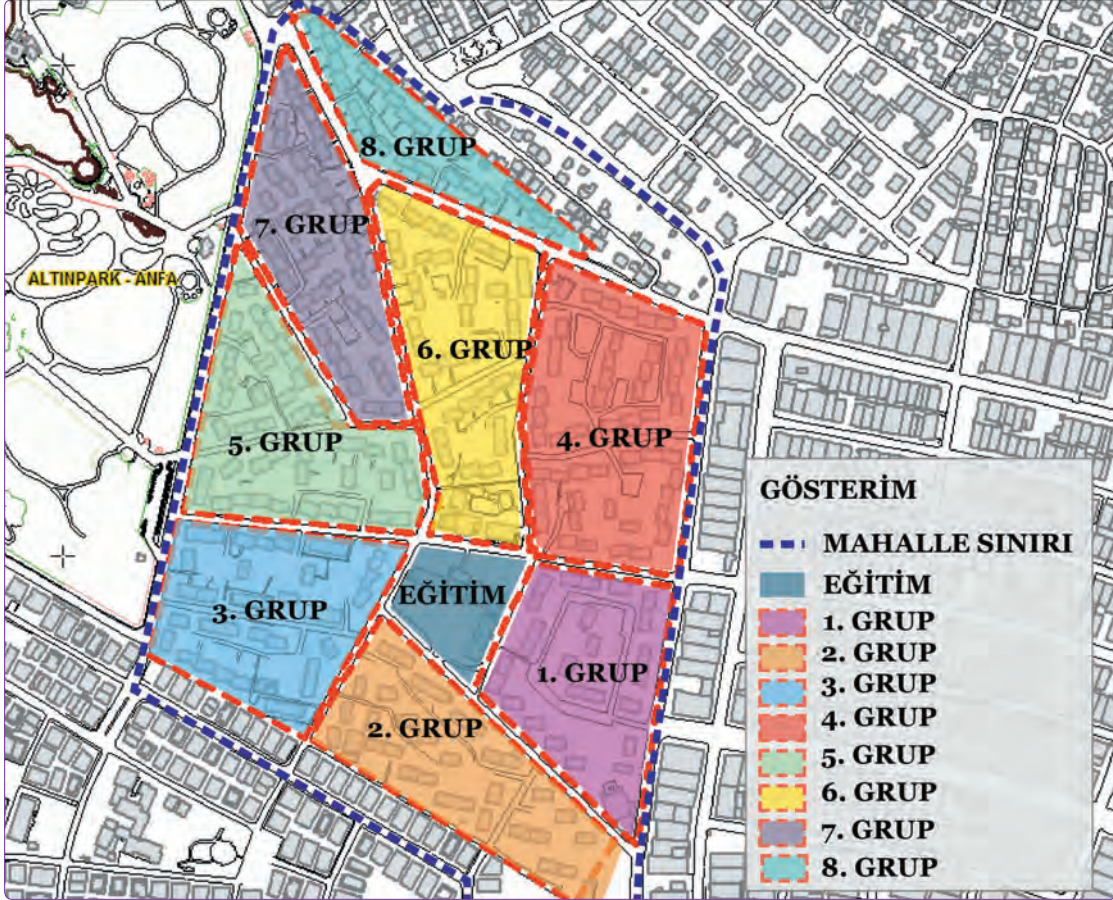 8. GRUP
7. GRUP
ALTINPARK - ANFA
6. GRUP
4. GRUP
5. GRUP
EĞİTİM
3. GRUP
1. GRUP
2. GRUP
GÖSTERİM
MAHALLE SINIRI
EĞİTİM
1. GRUP
2. GRUP
3. GRUP
4. GRUP
5. GRUP
6. GRUP
7. GRUP
8. GRUP